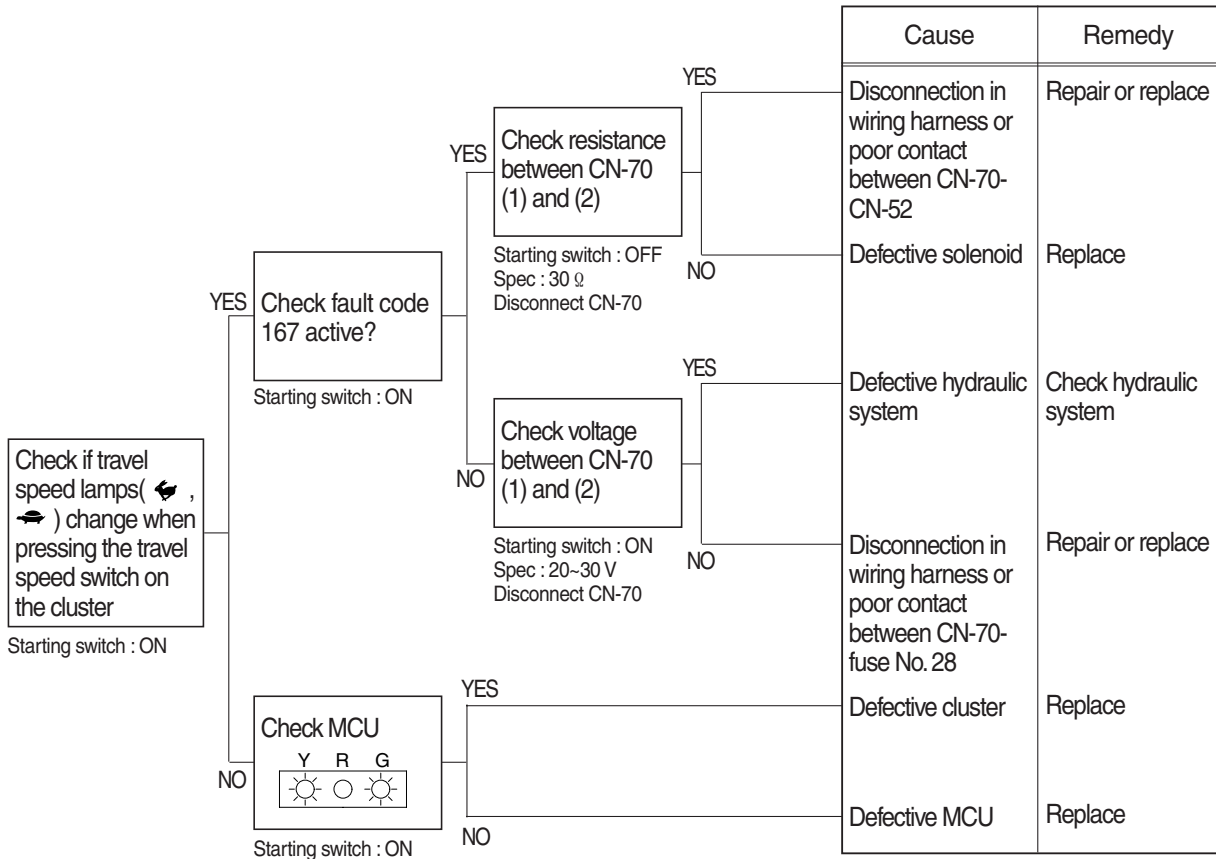 Cause
Remedy
YES
Disconnection in
wiring harness or
poor contact
between CN-70-
CN-52
Repair or replace
YES
Check resistance
between CN-70
(1) and (2)
Starting switch : OFF
Spec : 30 Ω
Disconnect CN-70
NO
Defective solenoid
Replace
YES
Check fault code
167 active?
Starting switch : ON
YES
Defective hydraulic
system
Check hydraulic
system
NO
Check voltage
between CN-70
(1) and (2)
Starting switch : ON
Spec : 20~30 V
Disconnect CN-70
NO
Disconnection in
wiring harness or
poor contact
between CN-70-
fuse No. 28
Repair or replace
Check if travel
speed lamps( ,
) change when
pressing the travel
speed switch on
the cluster
Starting switch : ON
NO
Check MCU
Y R G
Starting switch : ON
YES
Defective cluster
Replace
NO
Defective MCU
Replace